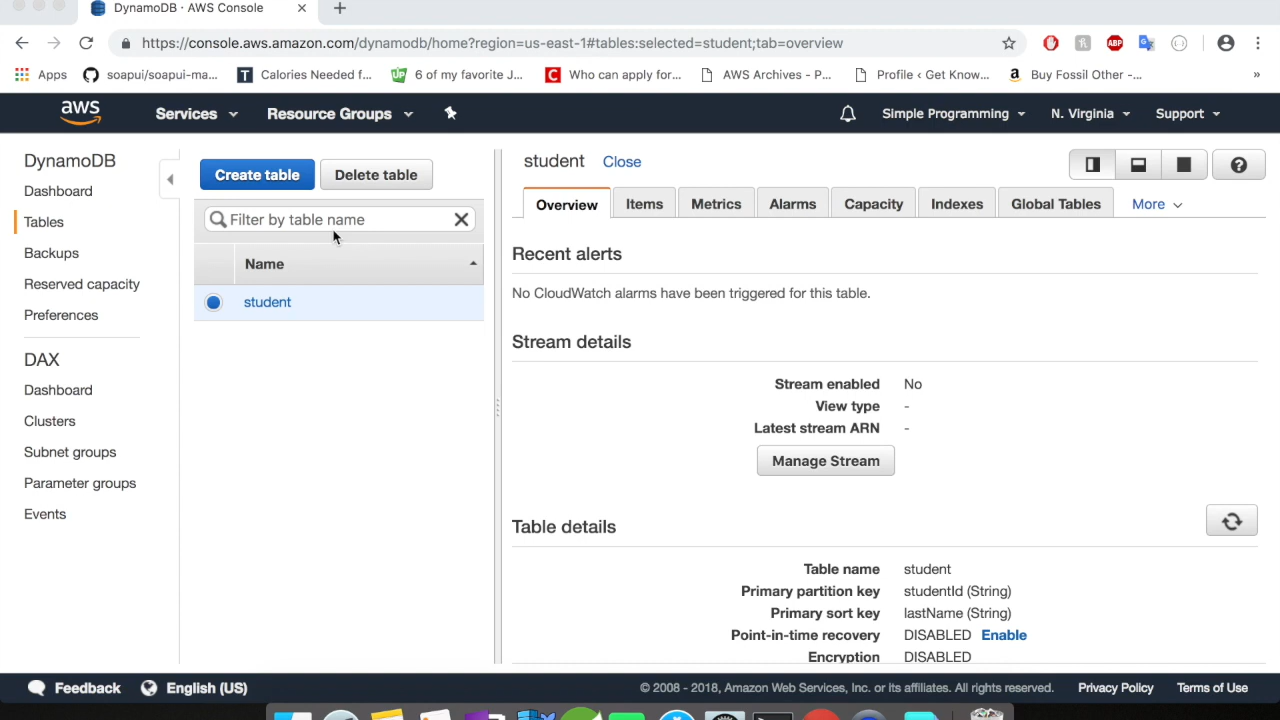 DynamoDB · AWS Console
https://console.aws.amazon.com/dynamodb/home?region=us-east-1#tables:selected=student;tab=overview
ABP
Apps
soapui/soapui-ma...
T Calories Needed f...
UP 6 of my favorite J...
C Who can apply for...
AWS Archives - P...
Profile < Get Know...
a Buy Fossil Other -...
»
aws
Services
Resource Groups
Simple Programming
N. Virginia
Support
DynamoDB
Dashboard
Tables
Backups
Reserved capacity
Preferences
DAX
Dashboard
Clusters
Subnet groups
Parameter groups
Events
Create table
Delete table
Filter by table name
Name
student
student Close
Overview Items Metrics Alarms Capacity Indexes Global Tables More
Recent alerts
No CloudWatch alarms have been triggered for this table.
Stream details
Stream enabled No
View type -
Latest stream ARN -
Manage Stream
Table details
Table name student
Primary partition key studentId (String)
Primary sort key lastName (String)
Point-in-time recovery DISABLED Enable
Encryption DISABLED
Feedback
English (US)
© 2008 - 2018, Amazon Web Services, Inc. or its affiliates. All rights reserved.
Privacy Policy
Terms of Use